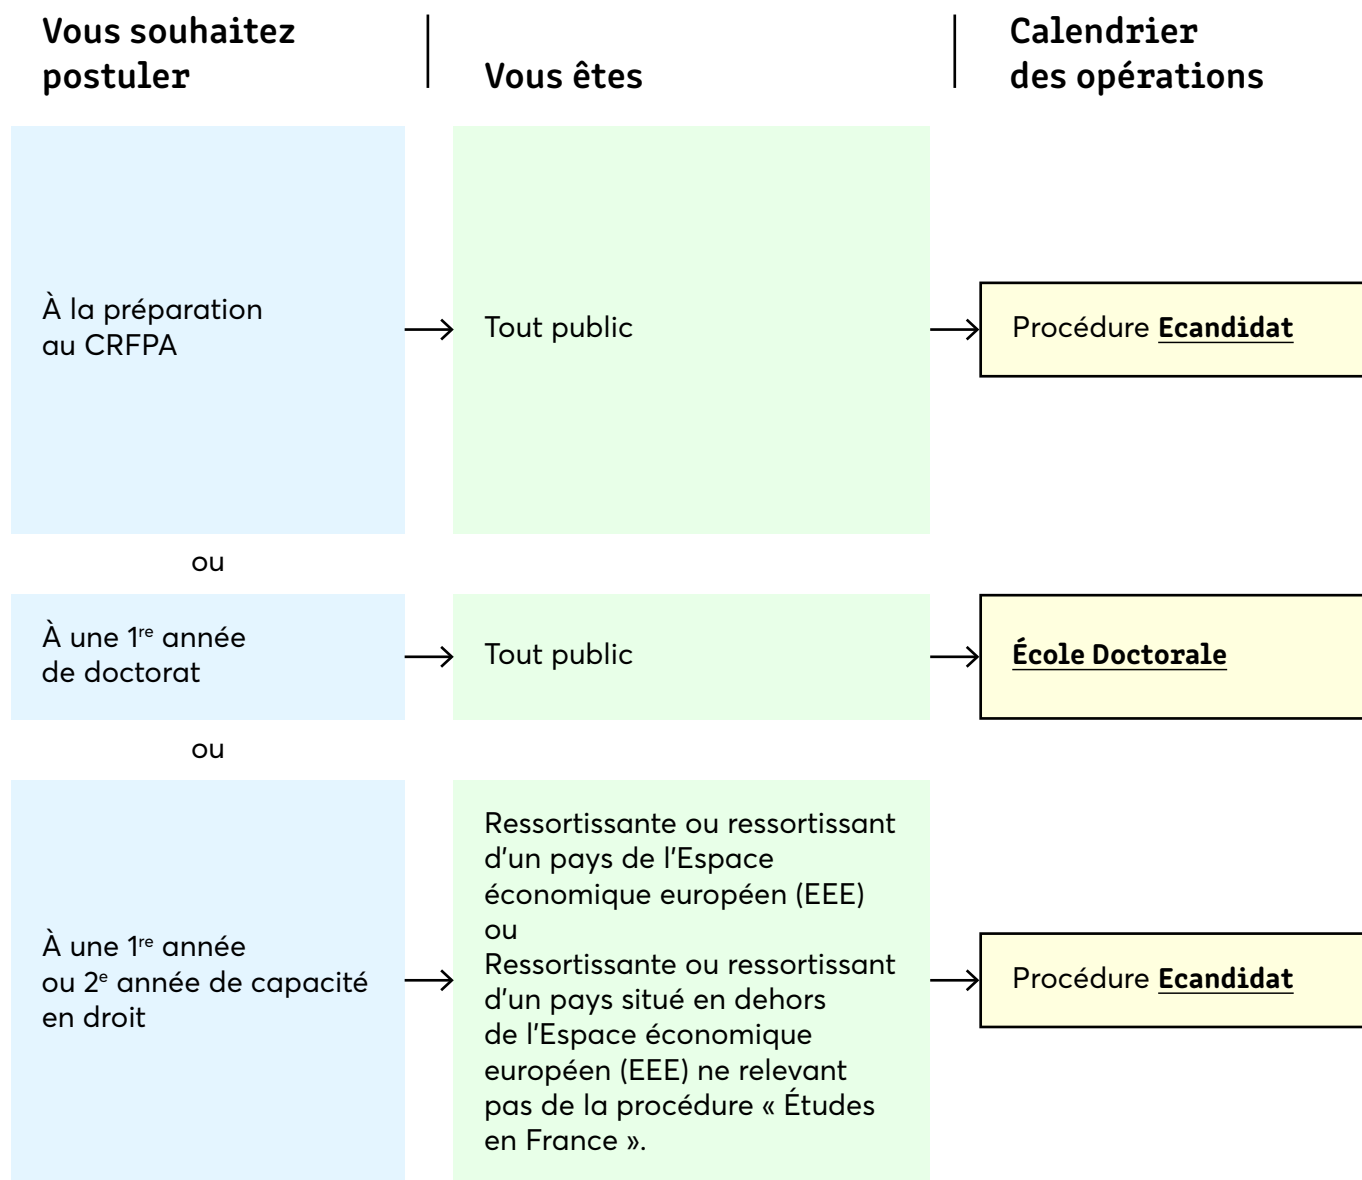 Vous souhaitez
postuler
Vous êtes
Calendrier
des opérations
À la préparation
au CRFPA
Tout public
Procédure Ecandidat
ou
À une 1re année
de doctorat
Tout public
École Doctorale
ou
À une 1re année
ou 2e année de capacité
en droit
Ressortissante ou ressortissant
d'un pays de l'Espace
économique européen (EEE)
ou
Ressortissante ou ressortissant
d'un pays situé en dehors
de l'Espace économique
européen (EEE) ne relevant
pas de la procédure « Études
en France ».
Procédure Ecandidat